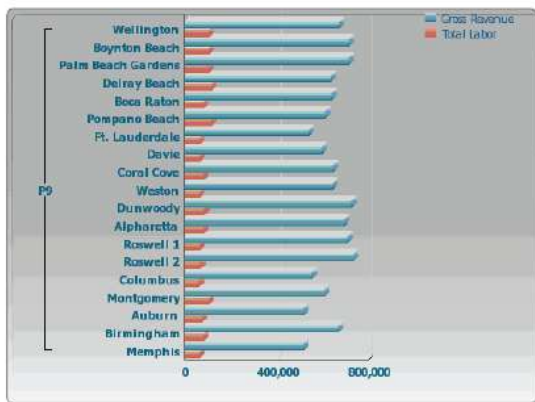 Gross Revenue
Total Labor
Wellington
Boynton Beach
Palm Beach Gardens
Delray Beach
Boca Raton
Pompano Beach
Ft. Lauderdale
Davie
Coral Cove
Weston
P9
Dunwoody
Alpharetta
Roswell 1
Roswell 2
Columbus
Montgomery
Auburn
Birmingham
Memphis
0
400,000
800,000